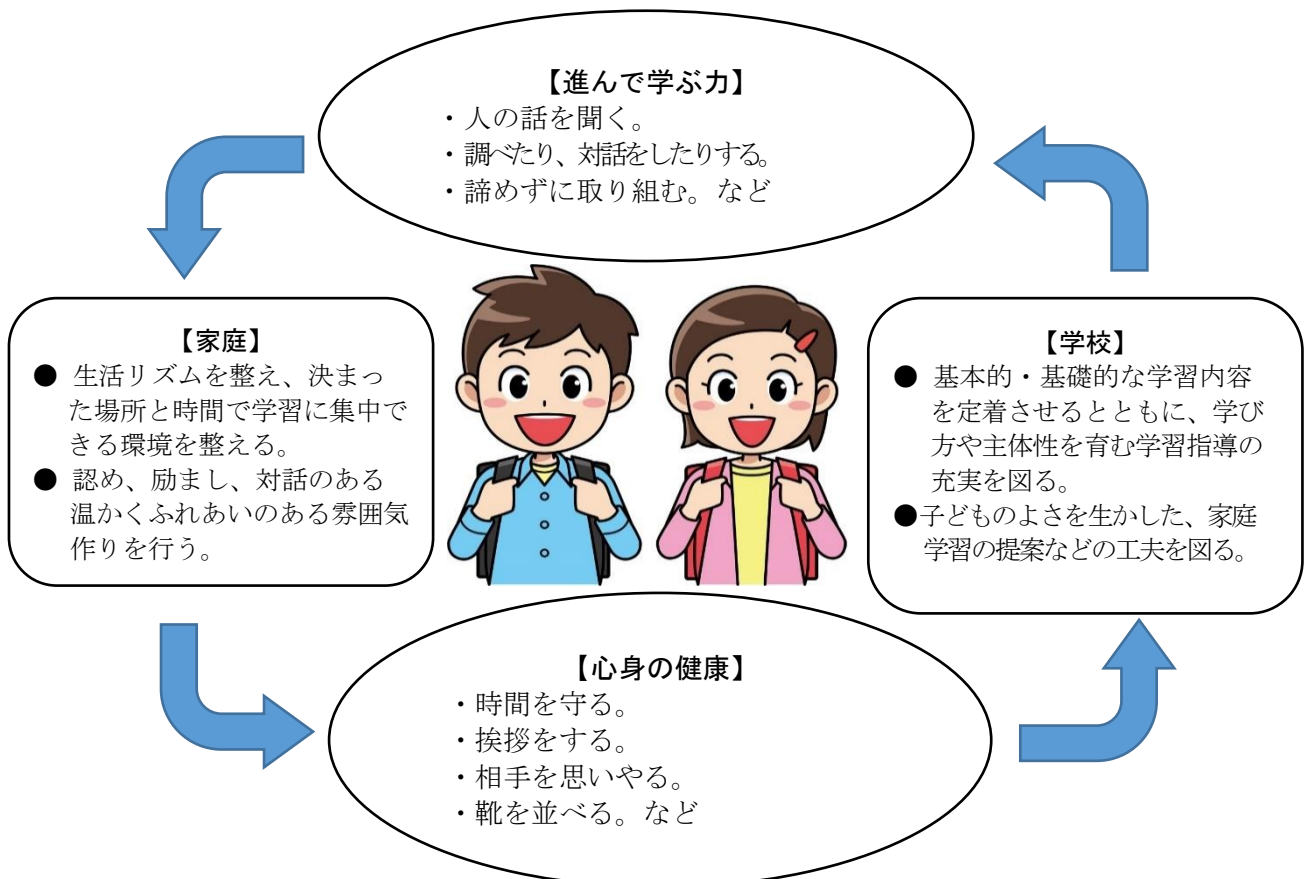 【進んで学ぶ力】
・人の話を聞く。
・調べたり、対話をしたりする。
・諦めずに取り組む。など
【家庭】
● 生活リズムを整え、決まっ
た場所と時間で学習に集中で
きる環境を整える。
● 認め、励まし、対話のある
温かくふれあいのある雰囲気
作りを行う。
【学校】
● 基本的・基礎的な学習内容
を定着させるとともに、学び
方や主体性を育む学習指導の
充実を図る。
●子どものよさを生かした、家庭
学習の提案などの工夫を図る。
【心身の健康】
・時間を守る。
・挨拶をする。
・相手を思いやる。
・靴を並べる。など